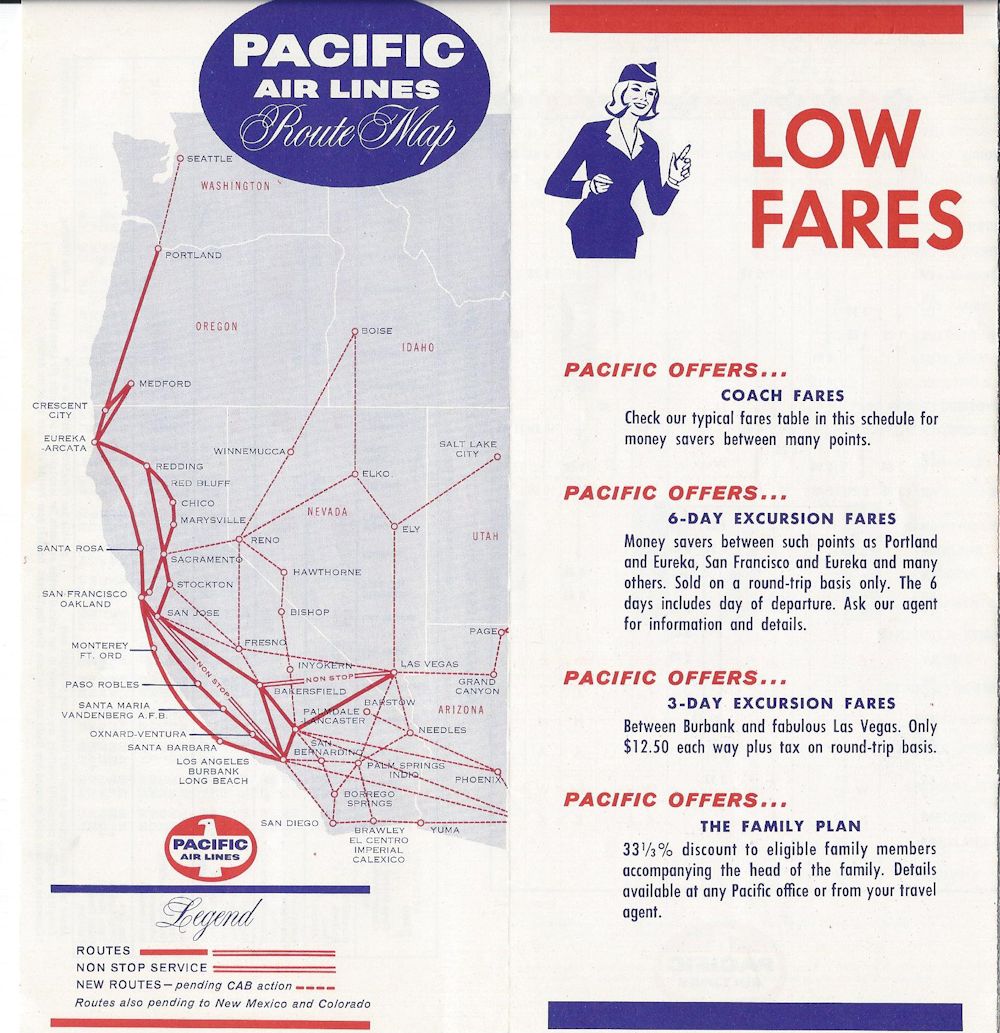 PACIFIC
AIR LINES
Route Map
SEATTLE
WASHINGTON
PORTLAND
OREGON
BOISE
IDAHO
MEDFORD
CRESCENT
CITY
EUREKA
-ARCATA
WINNEMUCCA
SALT LAKE
CITY
REDDING
RED BLUFF
ELKO
CHICO
NEVADA
MARYSVILLE
ELY
UTAH
RENO
SANTA ROSA
SACRAMENTO
HAWTHORNE
STOCKTON
SAN FRANCISCO
OAKLAND
SAN JOSE
BISHOP
PAGE
MONTEREY
FT. ORD
FRESNO
INYOKERN
LAS VEGAS
NON STOP
NON STOP
GRAND
CANYON
PASO ROBLES
BAKERSFIELD
BARSTOW
SANTA MARIA
VANDENBERG A.F.B.
PALMDALE
-LANCASTER
ARIZONA
OXNARD-VENTURA
NEEDLES
SANTA BARBARA
SAN
BERNARDINO
LOS ANGELES
BURBANK
LONG BEACH
PALM SPRINGS
INDIO
PHOENIX
BORREGO
SPRINGS
SAN DIEGO
BRAWLEY
EL CENTRO
IMPERIAL
CALEXICO
YUMA
PACIFIC
AIR LINES
Legend
ROUTES
NON STOP SERVICE
NEW ROUTES—pending CAB action
Routes also pending to New Mexico and Colorado
LOW
FARES
PACIFIC OFFERS...
COACH FARES
Check our typical fares table in this schedule for
money savers between many points.
PACIFIC OFFERS...
6-DAY EXCURSION FARES
Money savers between such points as Portland
and Eureka, San Francisco and Eureka and many
others. Sold on a round-trip basis only. The 6
days includes day of departure. Ask our agent
for information and details.
PACIFIC OFFERS...
3-DAY EXCURSION FARES
Between Burbank and fabulous Las Vegas. Only
$12.50 each way plus tax on round-trip basis.
PACIFIC OFFERS...
THE FAMILY PLAN
33⅓% discount to eligible family members
accompanying the head of the family. Details
available at any Pacific office or from your travel
agent.